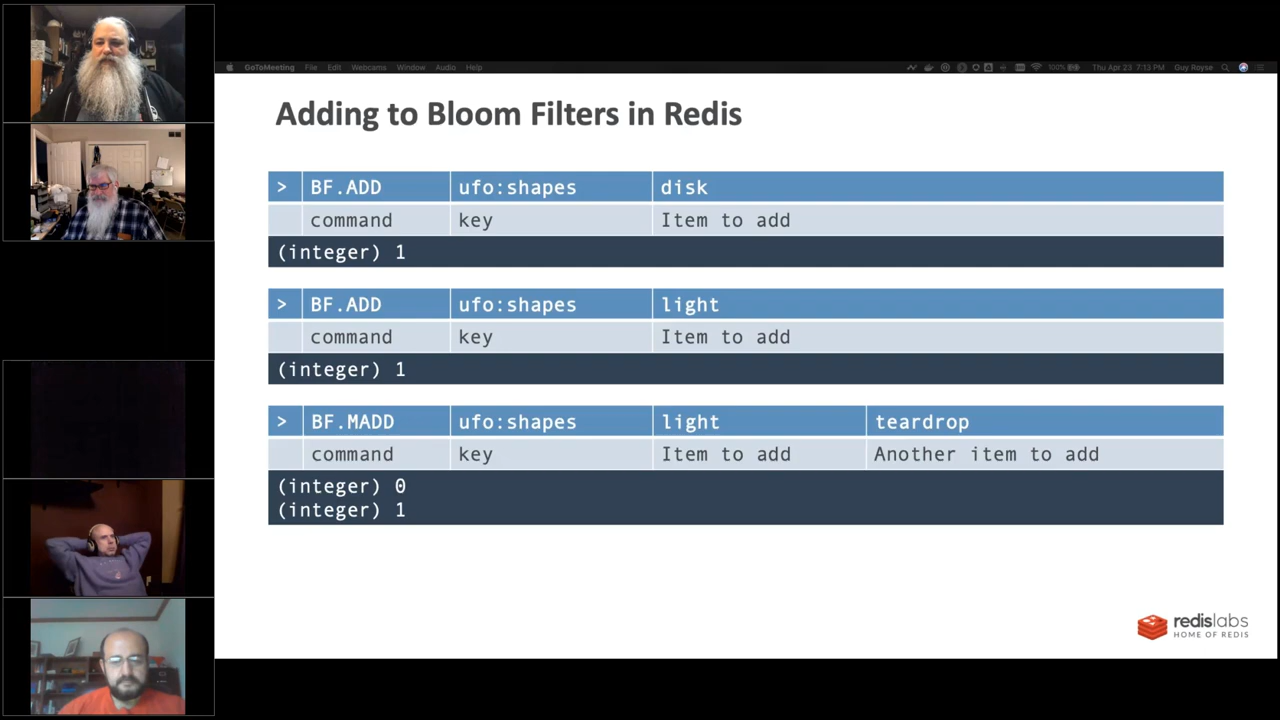 GoToMeeting File Edit Webcams Window Audio Help 100% Thu Apr 23 7:13 PM Guy Royse
Adding to Bloom Filters in Redis
> BF.ADD ufo:shapes disk
command key Item to add
(integer) 1
> BF.ADD ufo:shapes light
command key Item to add
(integer) 1
> BF.MADD ufo:shapes light teardrop
command key Item to add Another item to add
(integer) 0
(integer) 1
redislabs
HOME OF REDIS